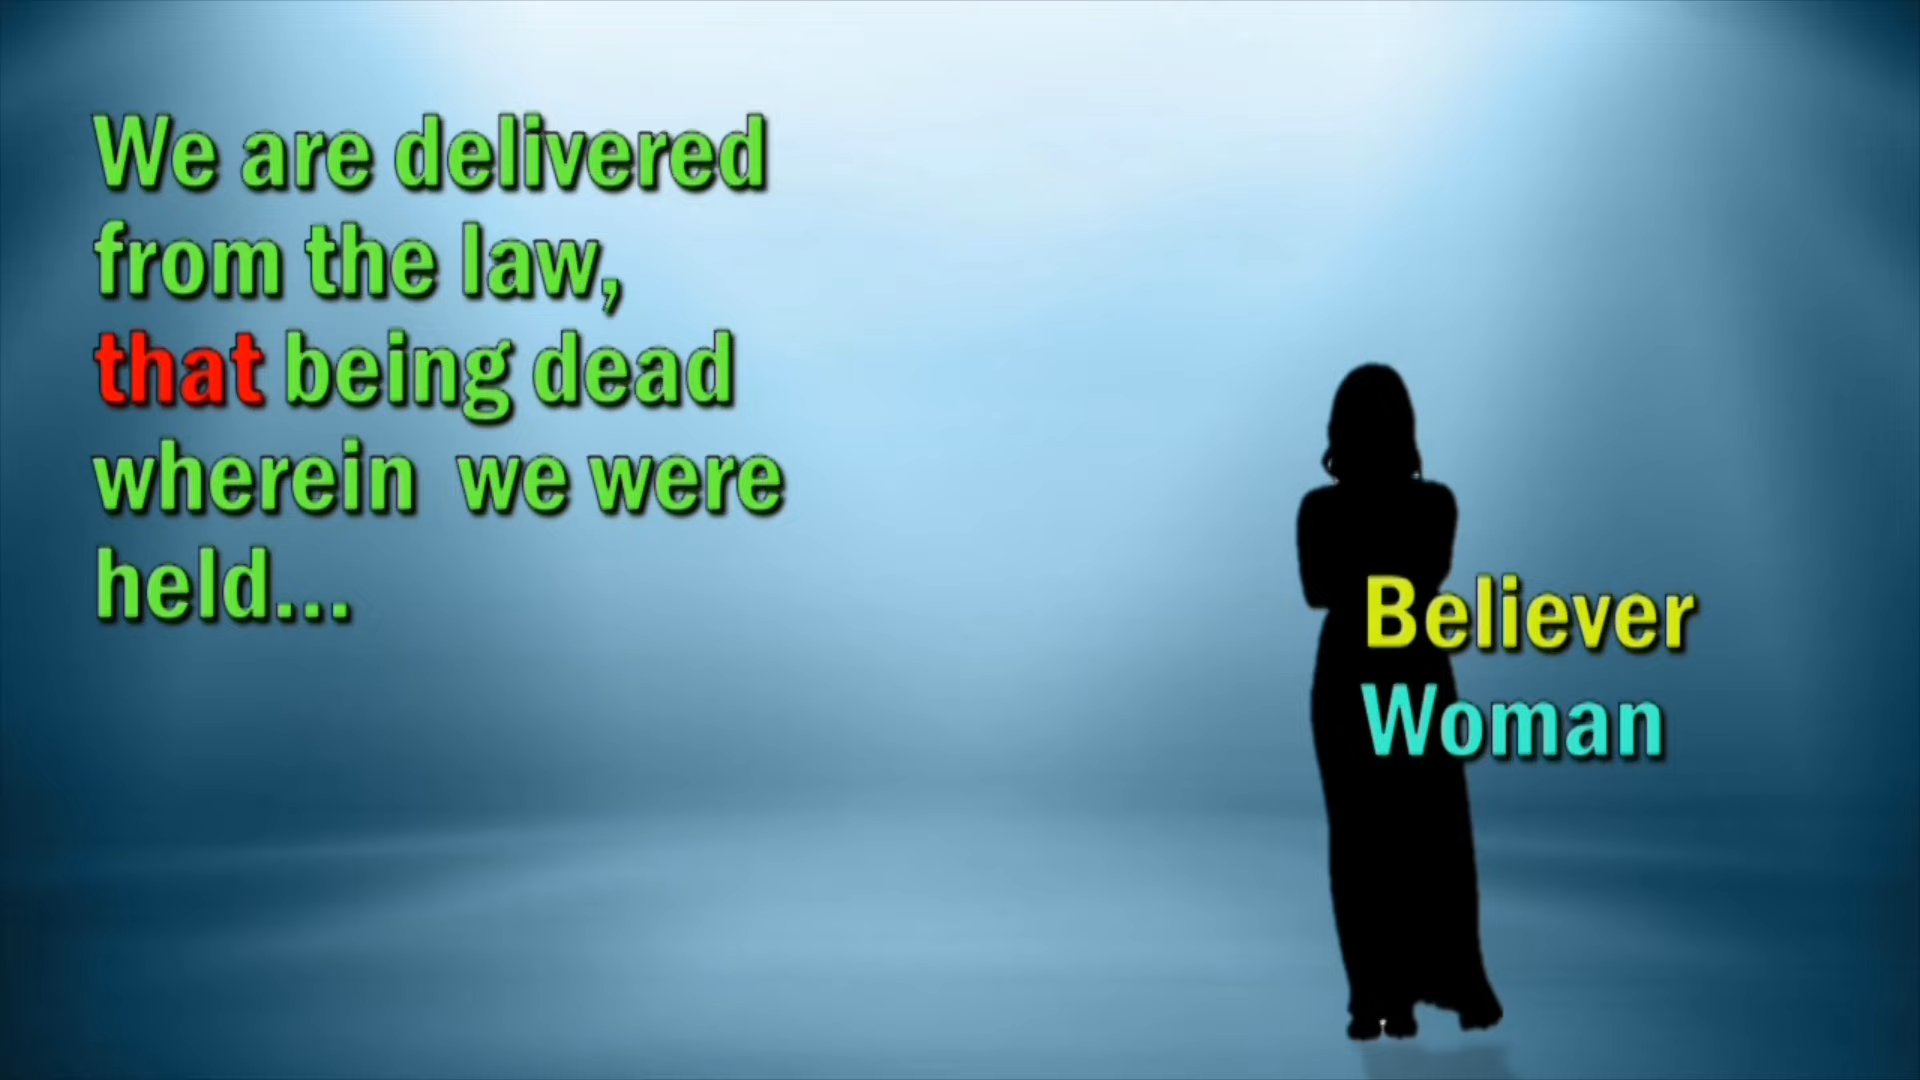 We are delivered
from the law,
that being dead
wherein we were
held...
Believer
Woman